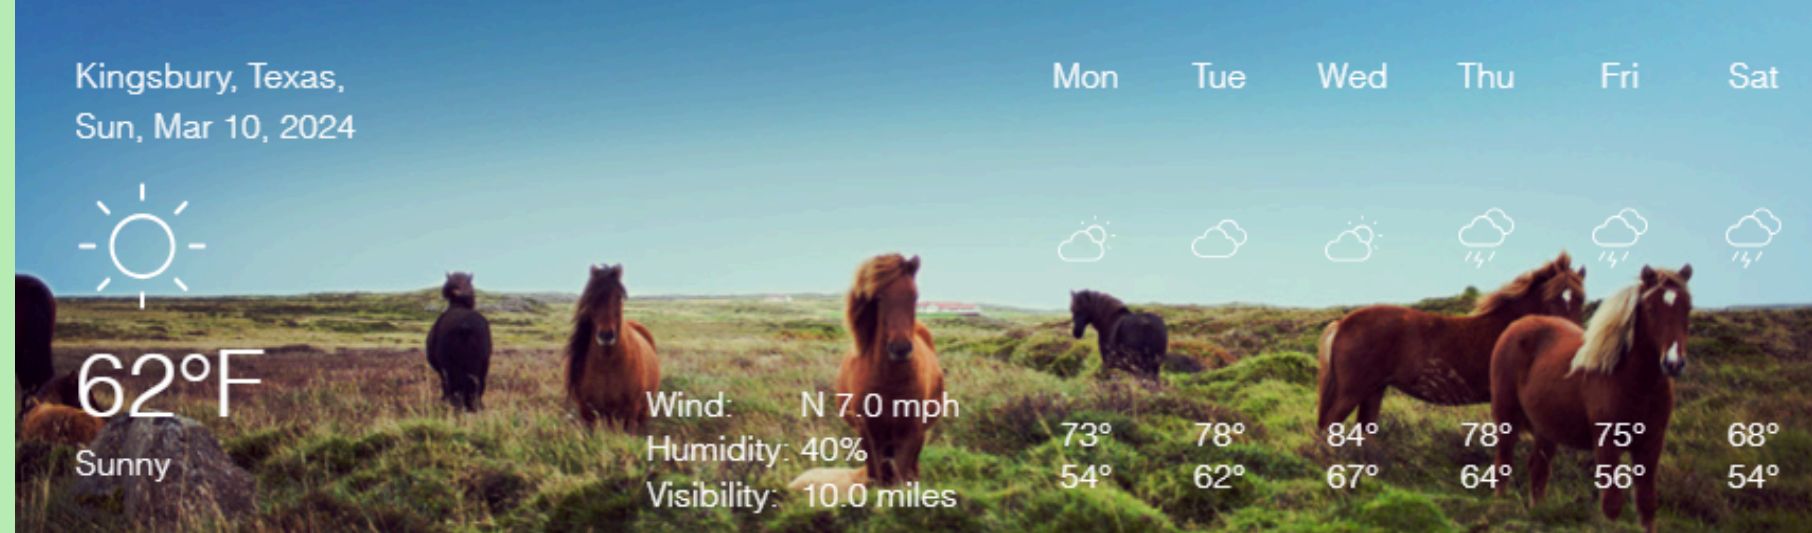 Kingsbury, Texas,
Sun, Mar 10, 2024
62°F
Sunny
Wind: N 7.0 mph
Humidity: 40%
Visibility: 10.0 miles
Mon Tue Wed Thu Fri Sat
73° 78° 84° 78° 75° 68°
54° 62° 67° 64° 56° 54°